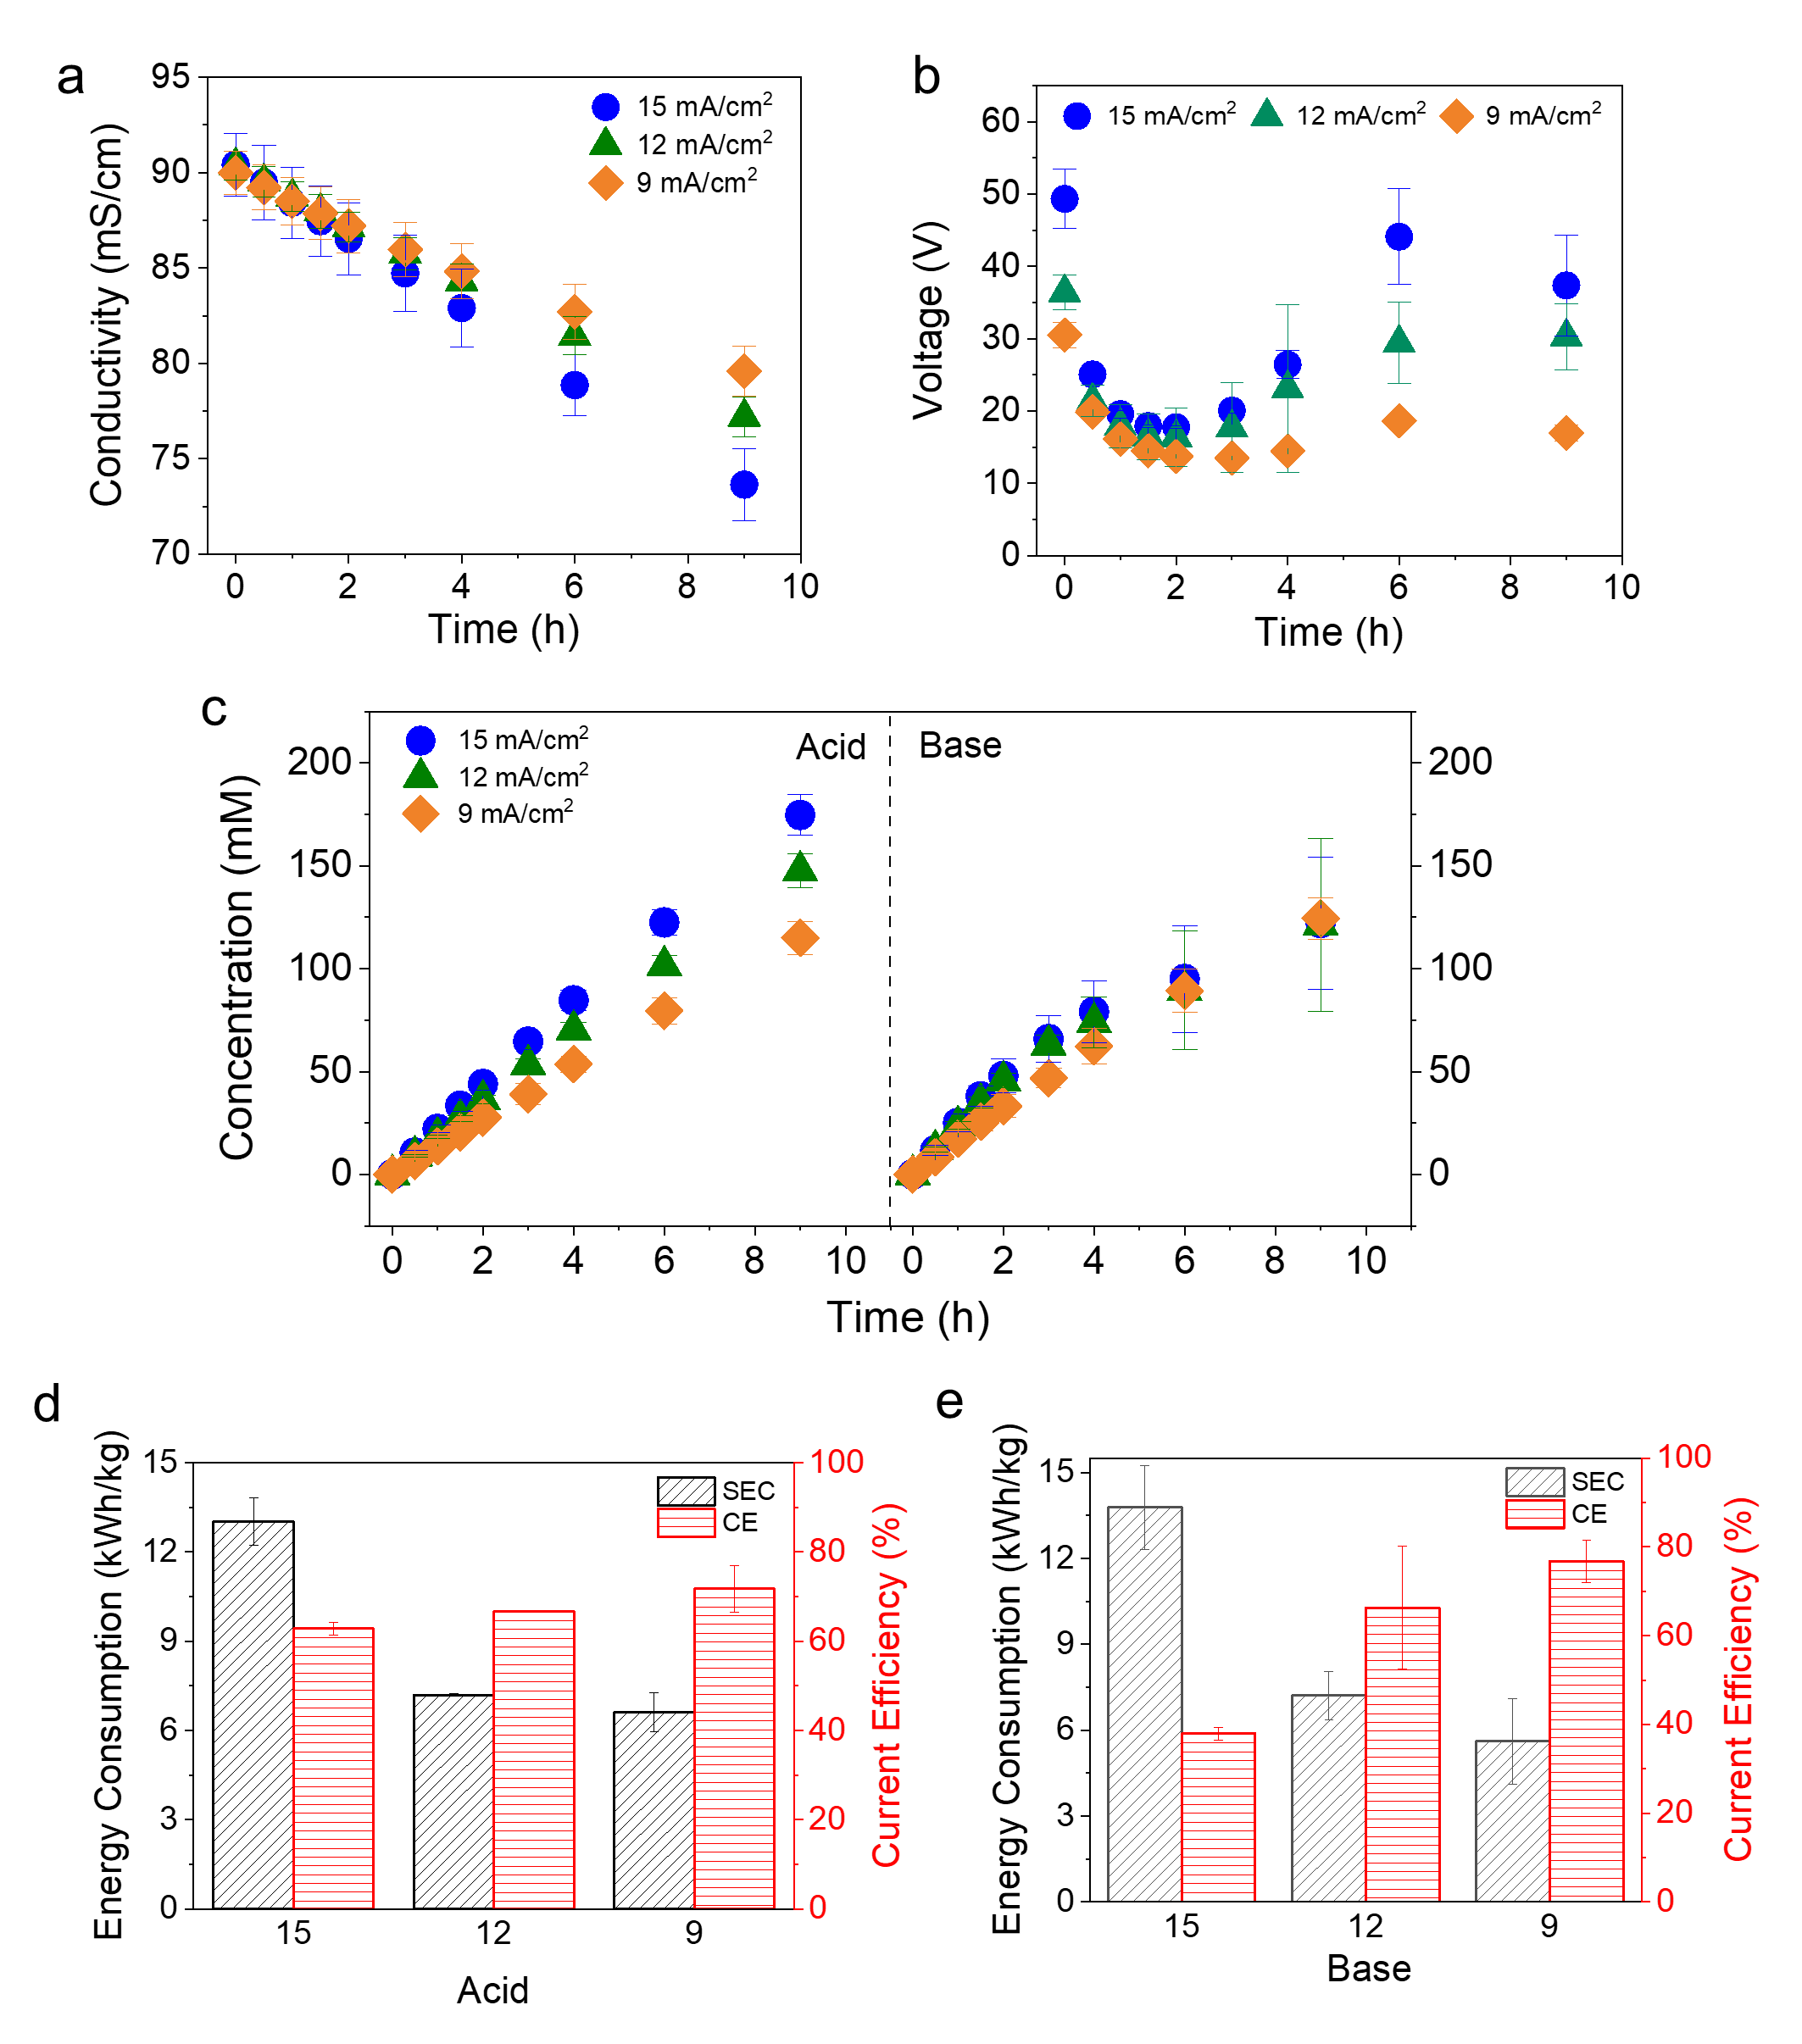 a
95
90
85
80
75
70
Conductivity (mS/cm)
15 mA/cm²
12 mA/cm²
9 mA/cm²
0 2 4 6 8 10
Time (h)
b
60
50
40
30
20
10
0
Voltage (V)
15 mA/cm² 12 mA/cm² 9 mA/cm²
0 2 4 6 8 10
Time (h)
c
200
150
100
50
0
Concentration (mM)
15 mA/cm²
12 mA/cm²
9 mA/cm²
Acid
Base
200
150
100
50
0
0 2 4 6 8 10 0 2 4 6 8 10
Time (h)
d
15
12
9
6
3
0
Energy Consumption (kWh/kg)
SEC
CE
100
80
60
40
20
0
Current Efficiency (%)
15 12 9
Acid
e
15
12
9
6
3
0
Energy Consumption (kWh/kg)
SEC
CE
100
80
60
40
20
0
Current Efficiency (%)
15 12 9
Base